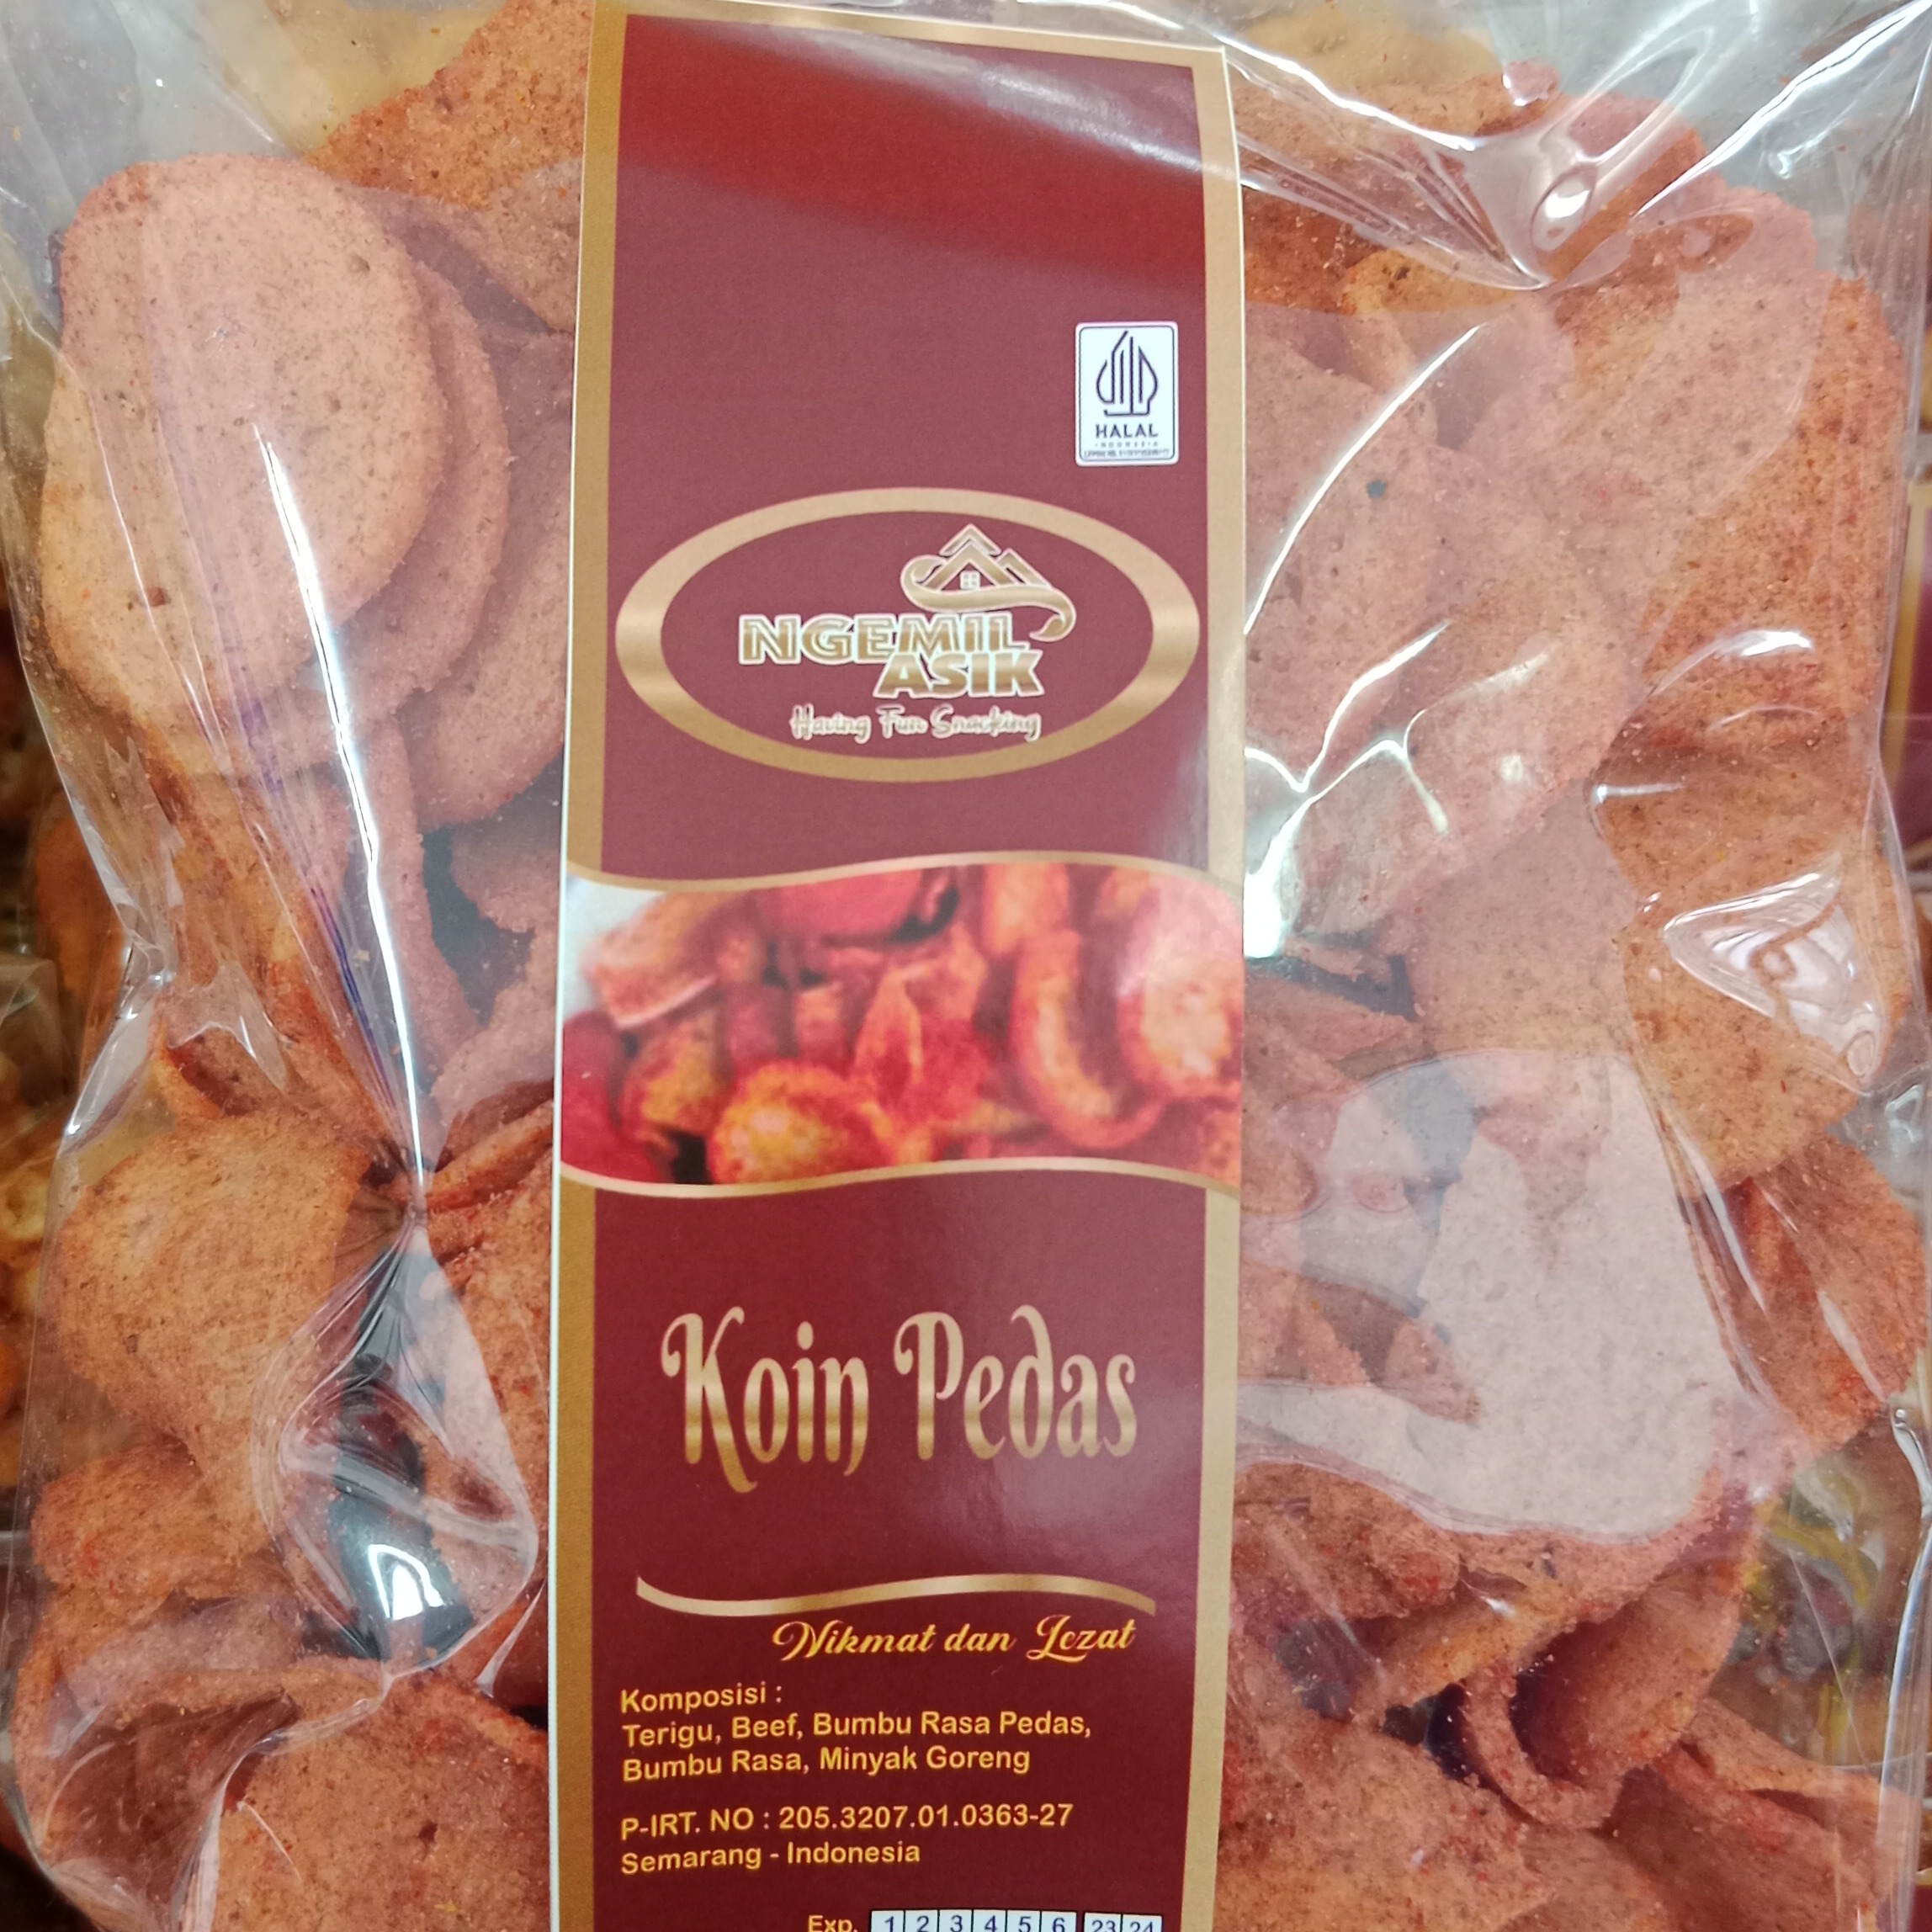 HALAL
INDONESIA
NGEMIL
ASIK
Having Fun Snacking
Koin Pedas
Nikmat dan Lezat
Komposisi :
Terigu, Beef, Bumbu Rasa Pedas,
Bumbu Rasa, Minyak Goreng
P-IRT. NO : 205.3207.01.0363-27
Semarang - Indonesia
Exp. 1 2 3 4 5 6 23 24